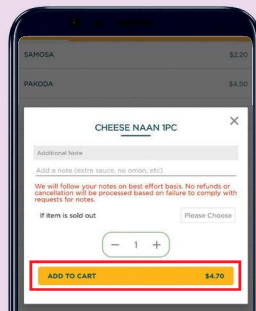 SAMOSA $2.20
PAKODA $4.50
CHEESE NAAN 1PC
Additional Note
Add a note (extra sauce, no onion, etc)
We will follow your notes on best effort basis. No refunds or
cancellation will be processed based on failure to comply with
requests for notes.
If item is sold out Please Choose
− 1 +
ADD TO CART $4.70